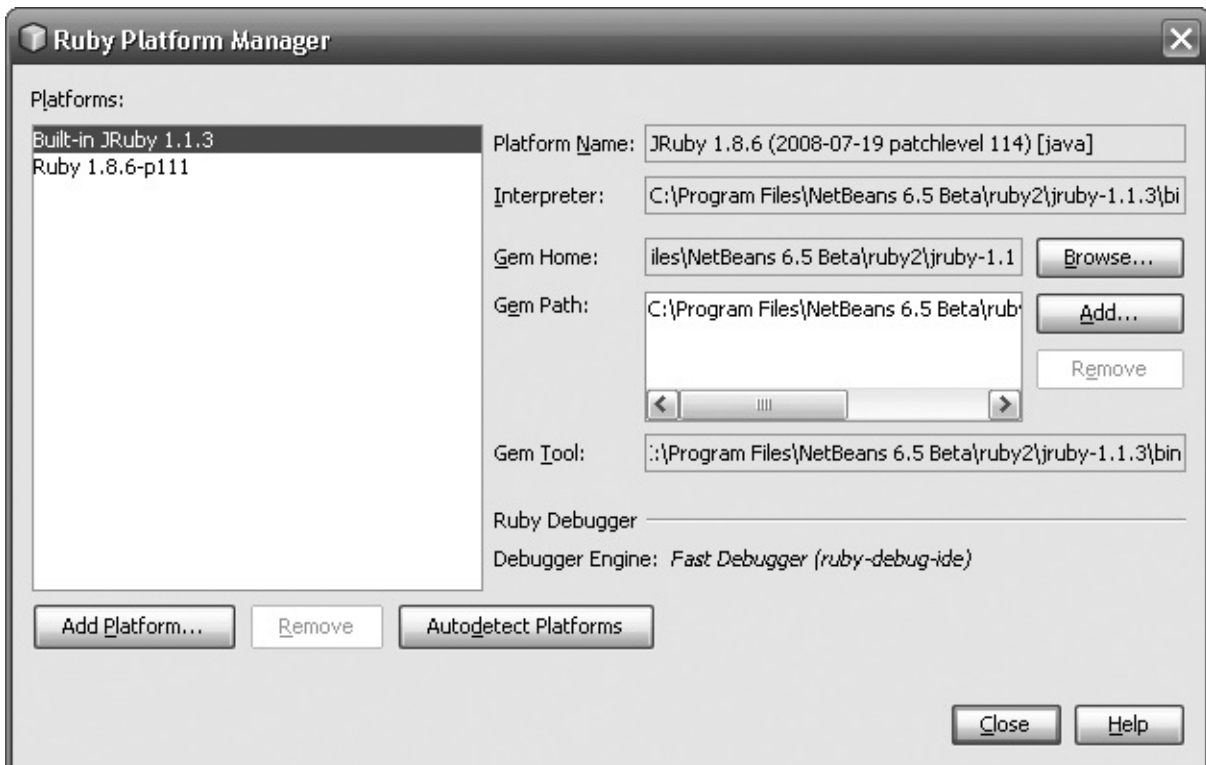 Ruby Platform Manager
Platforms:
Built-in JRuby 1.1.3
Ruby 1.8.6-p111
Platform Name: JRuby 1.8.6 (2008-07-19 patchlevel 114) [java]
Interpreter: C:\Program Files\NetBeans 6.5 Beta\ruby2\jruby-1.1.3\bi
Gem Home: iles\NetBeans 6.5 Beta\ruby2\jruby-1.1 Browse...
Gem Path: C:\Program Files\NetBeans 6.5 Beta\ruby Add...
Remove
Gem Tool: :\Program Files\NetBeans 6.5 Beta\ruby2\jruby-1.1.3\bin
Ruby Debugger
Debugger Engine: Fast Debugger (ruby-debug-ide)
Add Platform... Remove Autodetect Platforms
Close Help